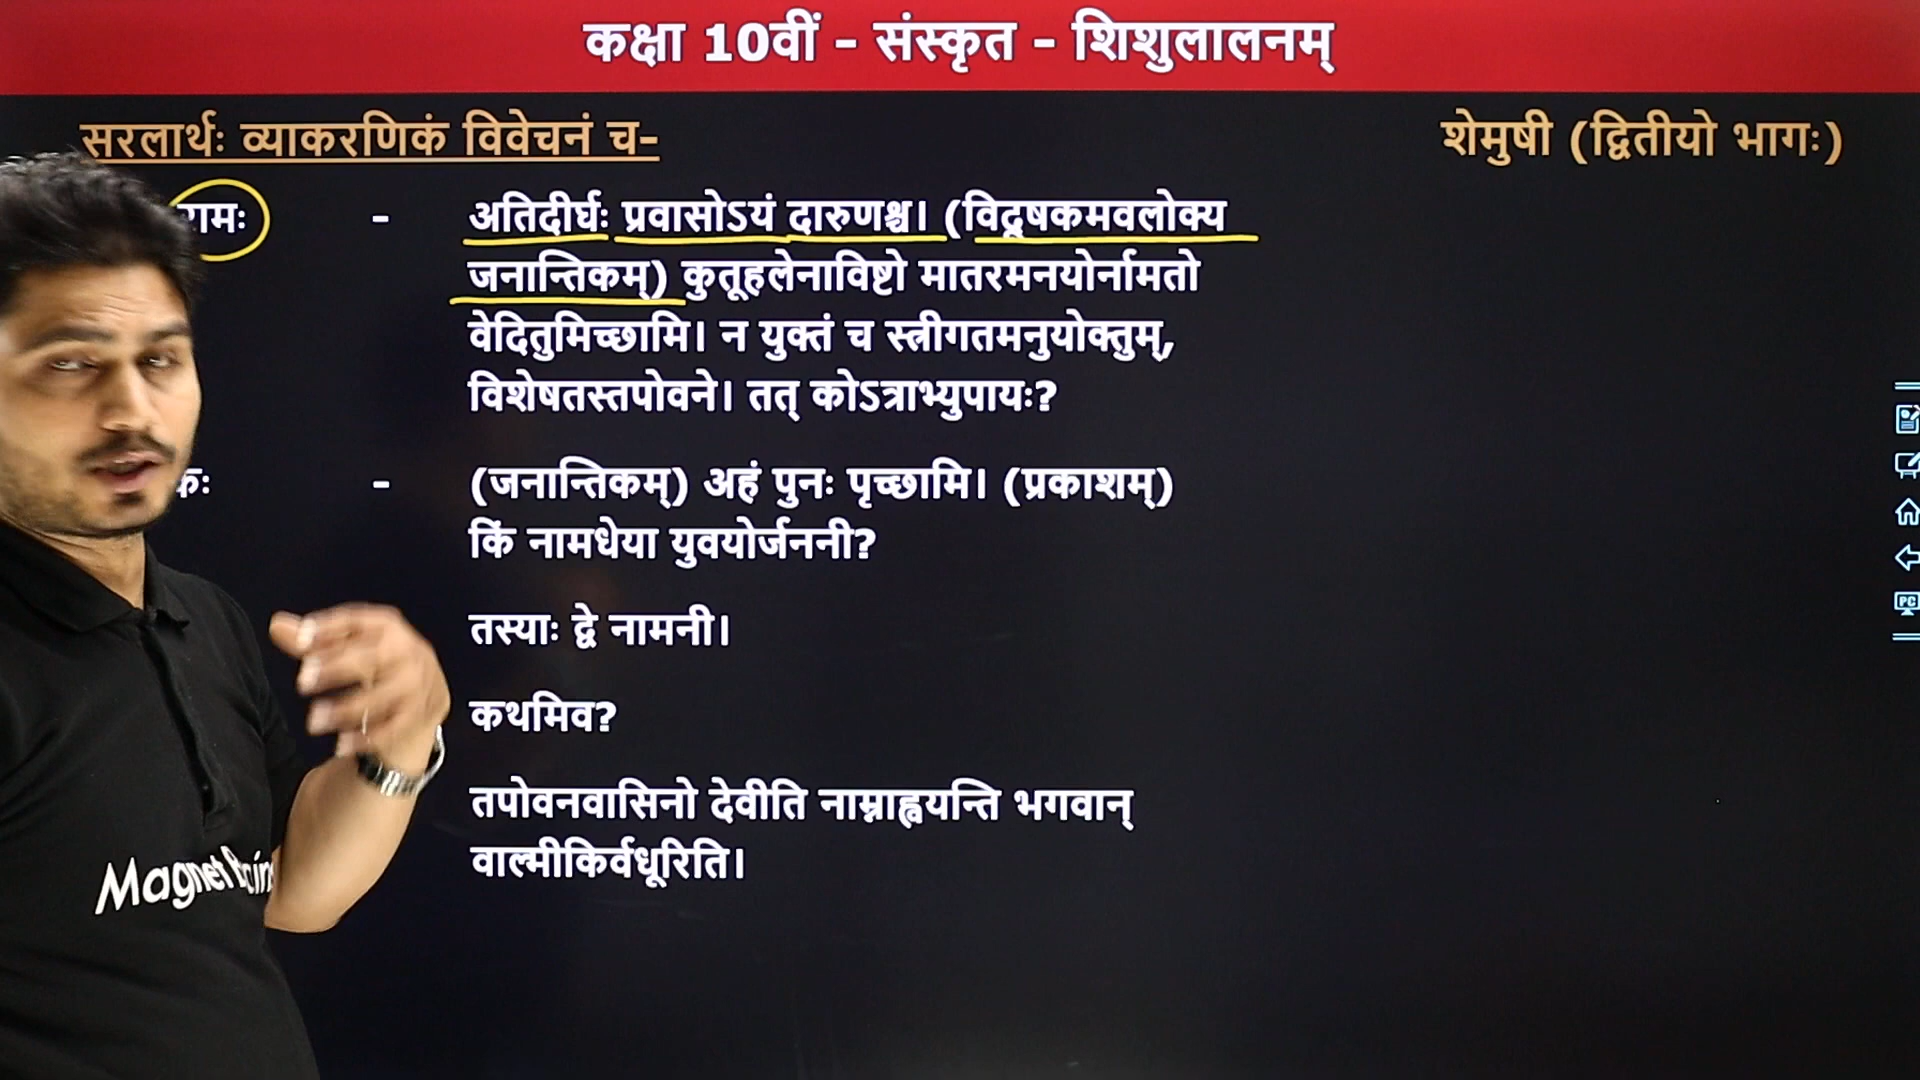 कक्षा 10वीं - संस्कृत - शिशुलालनम्
सरलार्थः व्याकरणिकं विवेचनं च-
शेमुषी (द्वितीयो भागः)
रामः - अतिदीर्घः प्रवासोऽयं दारुणश्च। (विदूषकमवलोक्य
जनान्तिकम्) कुतूहलेनाविष्टो मातरमनयोर्नामतो
वेदितुमिच्छामि। न युक्तं च स्त्रीगतमनुयोक्तुम्,
विशेषतस्तपोवने। तत् कोऽत्राभ्युपायः?
कः - (जनान्तिकम्) अहं पुनः पृच्छामि। (प्रकाशम्)
किं नामधेया युवयोर्जननी?
तस्याः द्वे नामनी।
कथमिव?
तपोवनवासिनो देवीति नाम्नाह्वयन्ति भगवान्
वाल्मीकिर्वधूरिति।
Magnet Brain
PC